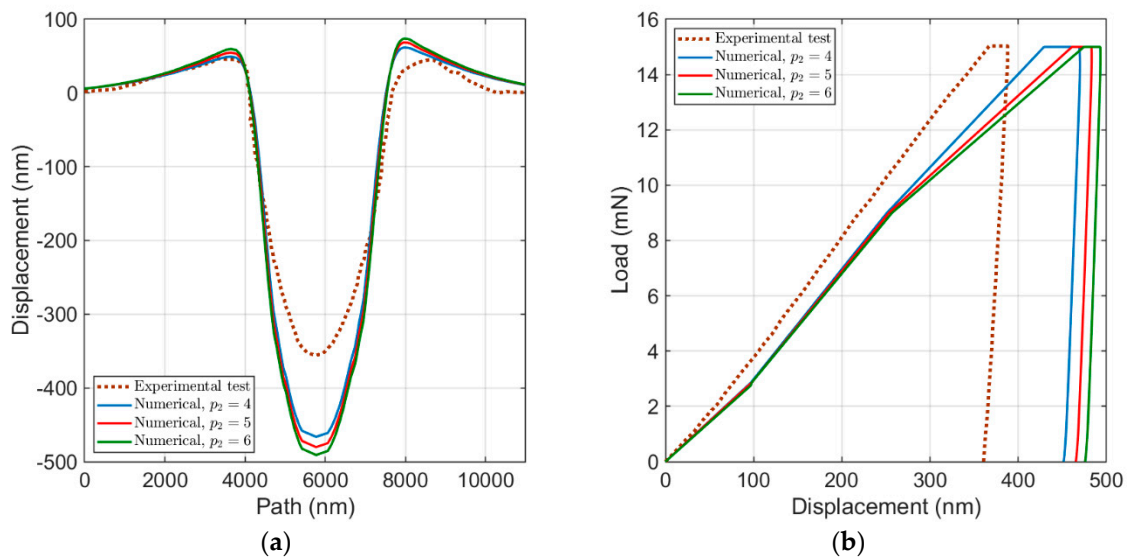 100
0
-100
-200
-300
-400
-500
Displacement (nm)
Experimental test
Numerical, p₂ = 4
Numerical, p₂ = 5
Numerical, p₂ = 6
0 2000 4000 6000 8000 10000
Path (nm)
(a)
16
14
12
10
8
6
4
2
0
Load (mN)
Experimental test
Numerical, p₂ = 4
Numerical, p₂ = 5
Numerical, p₂ = 6
0 100 200 300 400 500
Displacement (nm)
(b)